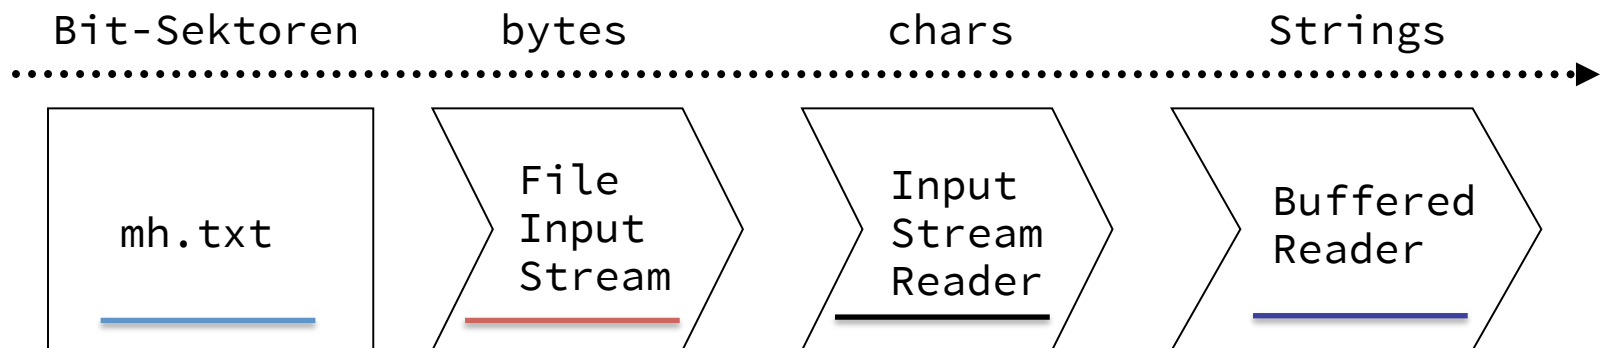 Bit-Sektoren bytes chars Strings
mh.txt
File
Input
Stream
Input
Stream
Reader
Buffered
Reader